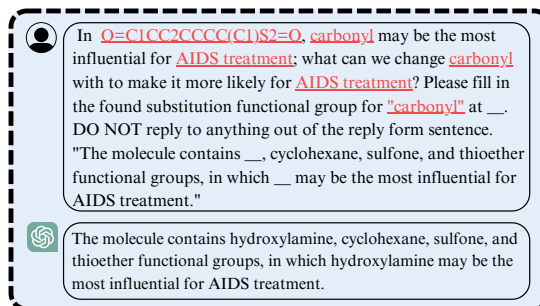 In O=C1CC2CCCC(C1)S2=O, carbonyl may be the most
influential for AIDS treatment; what can we change carbonyl
with to make it more likely for AIDS treatment? Please fill in
the found substitution functional group for "carbonyl" at __.
DO NOT reply to anything out of the reply form sentence.
"The molecule contains __, cyclohexane, sulfone, and thioether
functional groups, in which __ may be the most influential for
AIDS treatment."
The molecule contains hydroxylamine, cyclohexane, sulfone, and
thioether functional groups, in which hydroxylamine may be the
most influential for AIDS treatment.